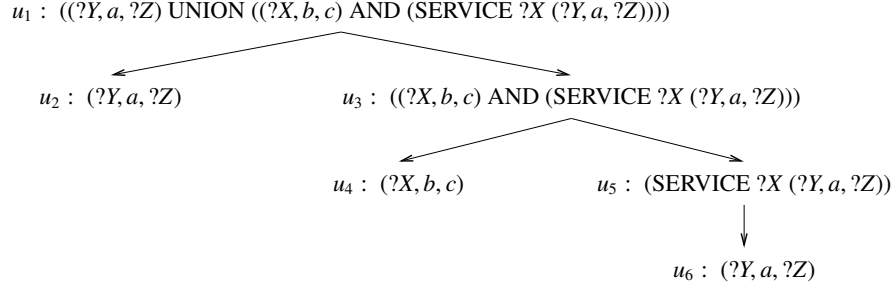 u₁ : ((?Y, a, ?Z) UNION ((?X, b, c) AND (SERVICE ?X (?Y, a, ?Z))))
u₂ : (?Y, a, ?Z) u₃ : ((?X, b, c) AND (SERVICE ?X (?Y, a, ?Z)))
u₄ : (?X, b, c) u₅ : (SERVICE ?X (?Y, a, ?Z))
u₆ : (?Y, a, ?Z)